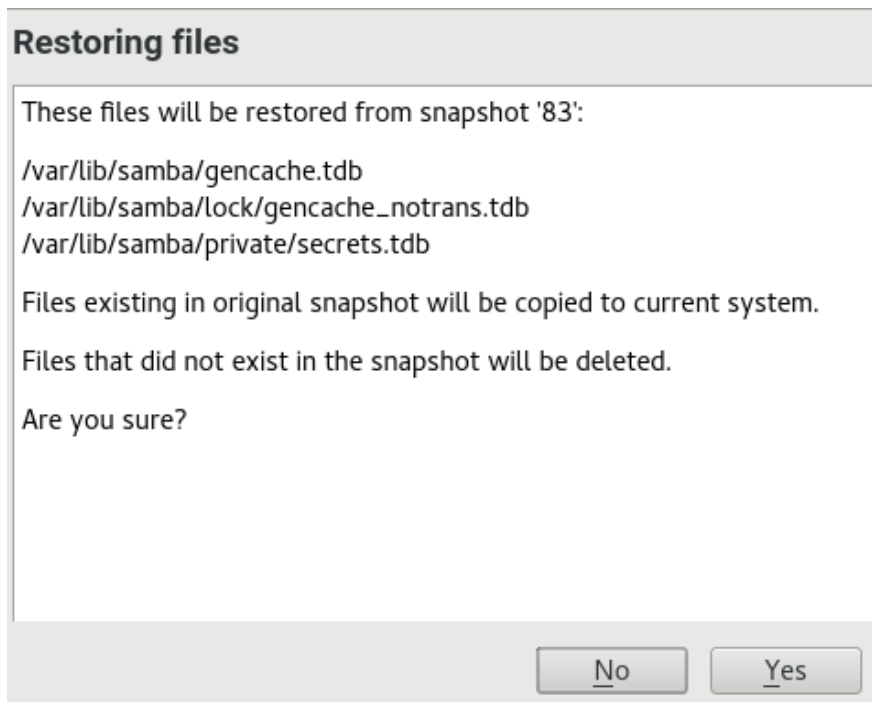 Restoring files
These files will be restored from snapshot '83':
/var/lib/samba/gencache.tdb
/var/lib/samba/lock/gencache_notrans.tdb
/var/lib/samba/private/secrets.tdb
Files existing in original snapshot will be copied to current system.
Files that did not exist in the snapshot will be deleted.
Are you sure?
No
Yes